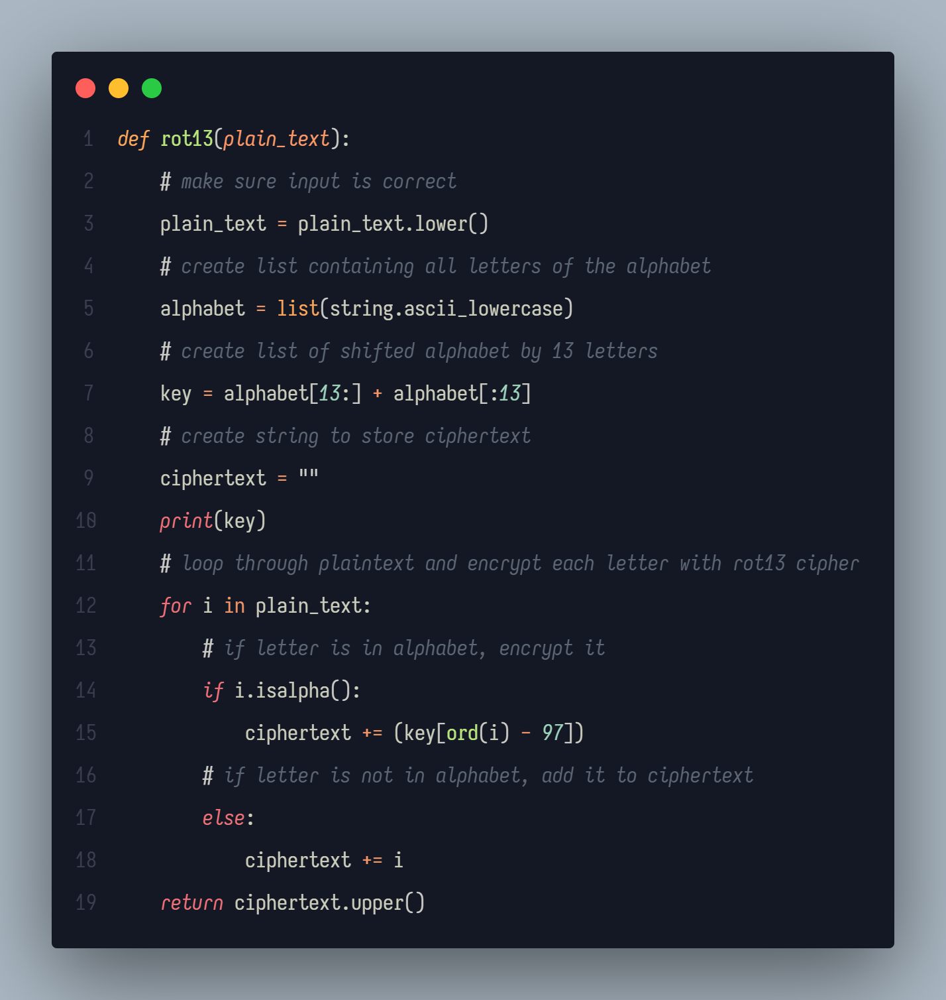 1 def rot13(plain_text):
2     # make sure input is correct
3     plain_text = plain_text.lower()
4     # create list containing all letters of the alphabet
5     alphabet = list(string.ascii_lowercase)
6     # create list of shifted alphabet by 13 letters
7     key = alphabet[13:] + alphabet[:13]
8     # create string to store ciphertext
9     ciphertext = ""
10     print(key)
11     # loop through plaintext and encrypt each letter with rot13 cipher
12     for i in plain_text:
13         # if letter is in alphabet, encrypt it
14         if i.isalpha():
15             ciphertext += (key[ord(i) - 97])
16         # if letter is not in alphabet, add it to ciphertext
17         else:
18             ciphertext += i
19     return ciphertext.upper()